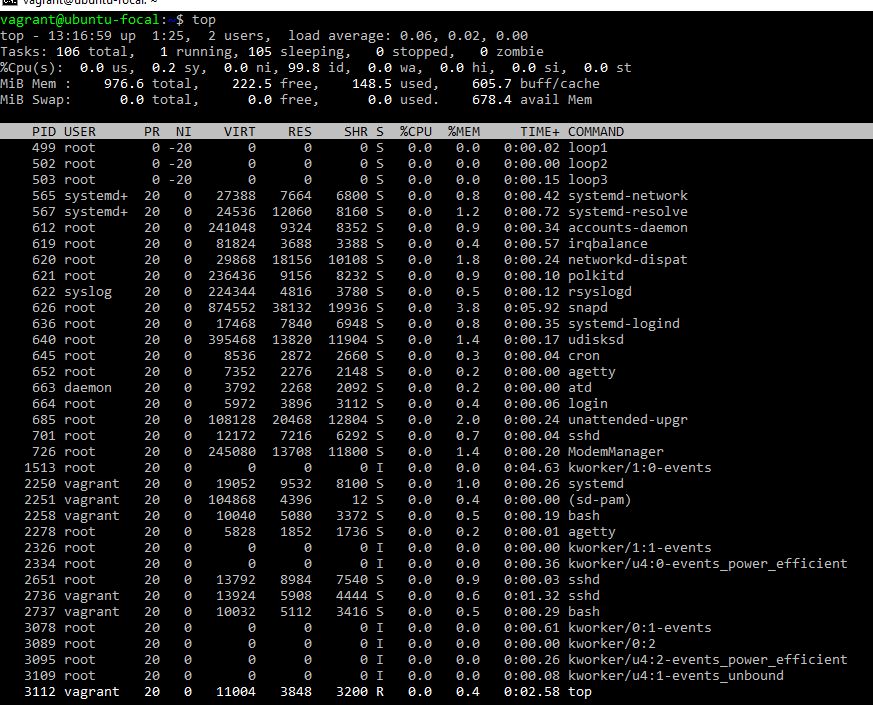 vagrant@ubuntu-focal: ~
vagrant@ubuntu-focal:~$ top
top - 13:16:59 up  1:25,  2 users,  load average: 0.06, 0.02, 0.00
Tasks: 106 total,   1 running, 105 sleeping,   0 stopped,   0 zombie
%Cpu(s):  0.0 us,  0.2 sy,  0.0 ni, 99.8 id,  0.0 wa,  0.0 hi,  0.0 si,  0.0 st
MiB Mem :    976.6 total,    222.5 free,    148.5 used,    605.7 buff/cache
MiB Swap:      0.0 total,      0.0 free,      0.0 used.    678.4 avail Mem
PID USER      PR  NI    VIRT    RES    SHR S  %CPU  %MEM     TIME+ COMMAND
499 root       0 -20       0      0      0 S   0.0   0.0   0:00.02 loop1
502 root       0 -20       0      0      0 S   0.0   0.0   0:00.00 loop2
503 root       0 -20       0      0      0 S   0.0   0.0   0:00.15 loop3
565 systemd+  20   0   27388   7664   6800 S   0.0   0.8   0:00.42 systemd-network
567 systemd+  20   0   24536  12060   8160 S   0.0   1.2   0:00.72 systemd-resolve
612 root      20   0  241048   9324   8352 S   0.0   0.9   0:00.34 accounts-daemon
619 root      20   0   81824   3688   3388 S   0.0   0.4   0:00.57 irqbalance
620 root      20   0   29868  18156  10108 S   0.0   1.8   0:00.24 networkd-dispat
621 root      20   0  236436   9156   8232 S   0.0   0.9   0:00.10 polkitd
622 syslog    20   0  224344   4816   3780 S   0.0   0.5   0:00.12 rsyslogd
626 root      20   0  874552  38132  19936 S   0.0   3.8   0:05.92 snapd
636 root      20   0   17468   7840   6948 S   0.0   0.8   0:00.35 systemd-logind
640 root      20   0  395468  13820  11904 S   0.0   1.4   0:00.17 udisksd
645 root      20   0    8536   2872   2660 S   0.0   0.3   0:00.04 cron
652 root      20   0    7352   2276   2148 S   0.0   0.2   0:00.00 agetty
663 daemon    20   0    3792   2268   2092 S   0.0   0.2   0:00.00 atd
664 root      20   0    5972   3896   3112 S   0.0   0.4   0:00.06 login
685 root      20   0  108128  20468  12804 S   0.0   2.0   0:00.24 unattended-upgr
701 root      20   0   12172   7216   6292 S   0.0   0.7   0:00.04 sshd
726 root      20   0  245080  13708  11800 S   0.0   1.4   0:00.20 ModemManager
1513 root      20   0       0      0      0 I   0.0   0.0   0:04.63 kworker/1:0-events
2250 vagrant   20   0   19052   9532   8100 S   0.0   1.0   0:00.26 systemd
2251 vagrant   20   0  104868   4396     12 S   0.0   0.4   0:00.00 (sd-pam)
2258 vagrant   20   0   10040   5080   3372 S   0.0   0.5   0:00.19 bash
2278 root      20   0    5828   1852   1736 S   0.0   0.2   0:00.01 agetty
2326 root      20   0       0      0      0 I   0.0   0.0   0:00.00 kworker/1:1-events
2334 root      20   0       0      0      0 I   0.0   0.0   0:00.36 kworker/u4:0-events_power_efficient
2651 root      20   0   13792   8984   7540 S   0.0   0.9   0:00.03 sshd
2736 vagrant   20   0   13924   5908   4444 S   0.0   0.6   0:01.32 sshd
2737 vagrant   20   0   10032   5112   3416 S   0.0   0.5   0:00.29 bash
3078 root      20   0       0      0      0 I   0.0   0.0   0:00.61 kworker/0:1-events
3089 root      20   0       0      0      0 I   0.0   0.0   0:00.00 kworker/0:2
3095 root      20   0       0      0      0 I   0.0   0.0   0:00.26 kworker/u4:2-events_power_efficient
3109 root      20   0       0      0      0 I   0.0   0.0   0:00.08 kworker/u4:1-events_unbound
3112 vagrant   20   0   11004   3848   3200 R   0.0   0.4   0:02.58 top